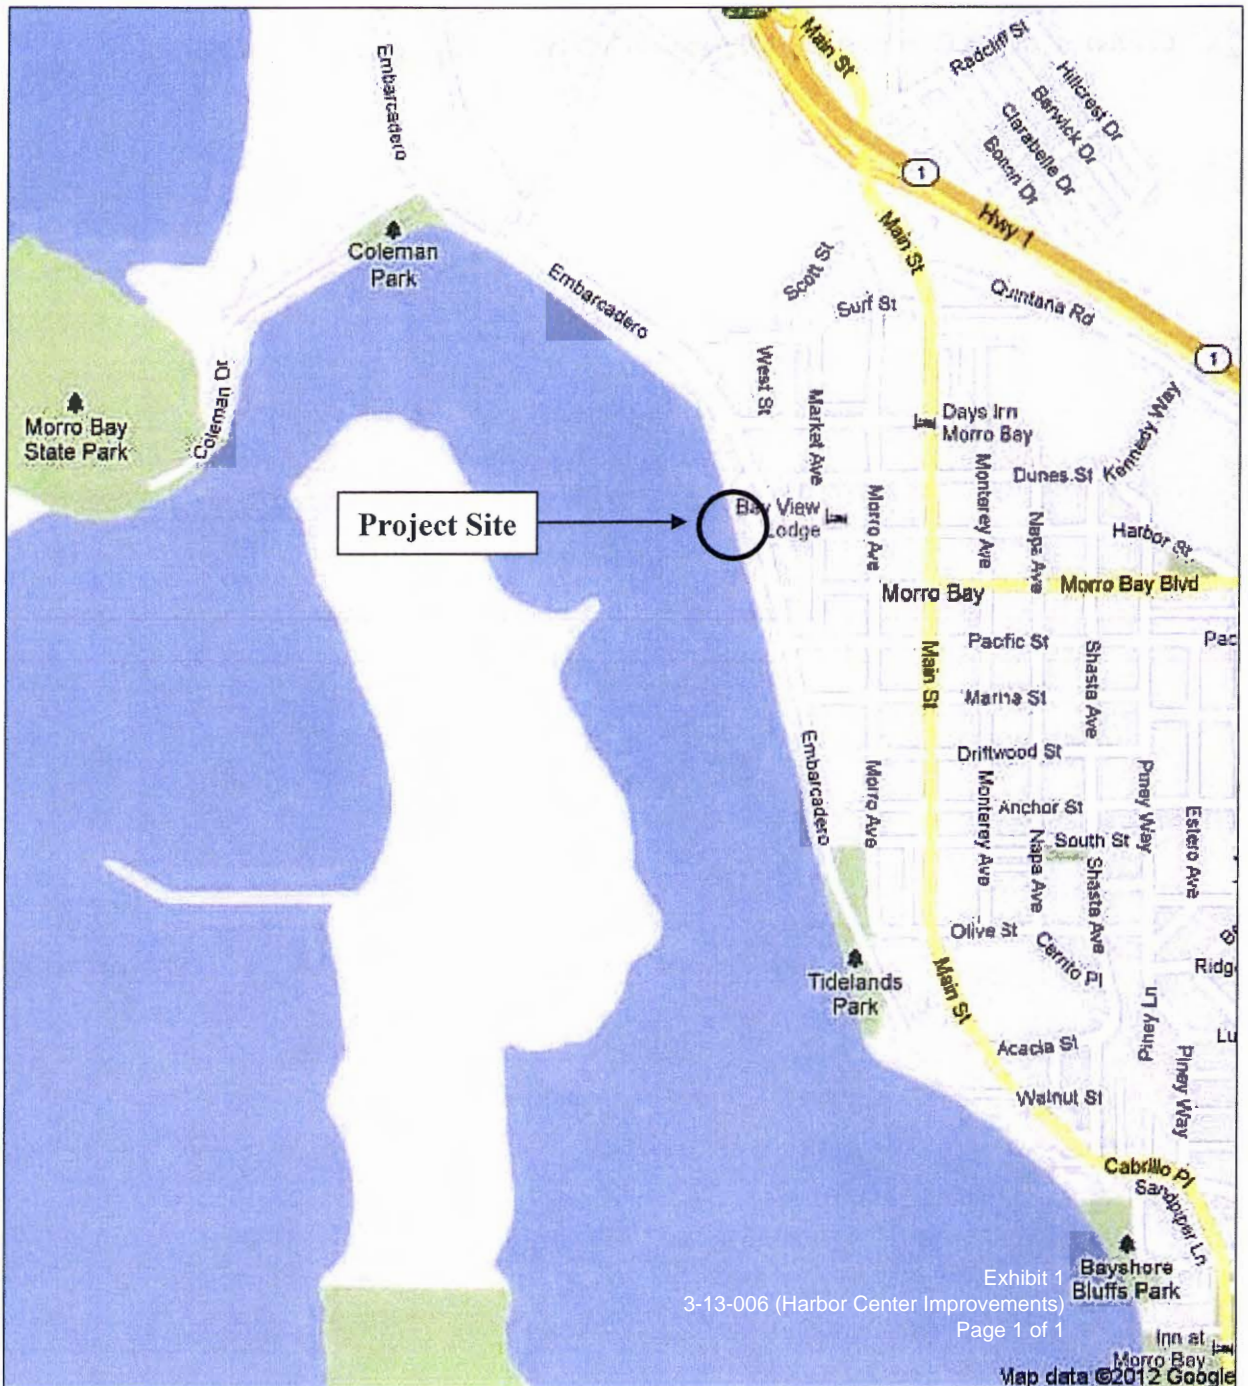 Main St
Radcliff St
Embarcadero
Hillcrest Dr
Barwick Dr
Clarabelle Dr
Bonon Dr
1
Hwy 1
Coleman
Park
Main St
Scott St
Embarcadero
Surf St
Quintana Rd
1
West St
Coleman Dr
Market Ave
Kennedy Way
Morro Bay
State Park
Days Inn
Morro Bay
Monterey Ave
Dunes St
Project Site
Bay View
Lodge
Morro Ave
Napa Ave
Harbor St
Morro Bay
Morro Bay Blvd
Pacific St
Pac
Main St
Shasta Ave
Marina St
Embarcadero
Driftwood St
Morro Ave
Monterey Ave
Piney Way
Anchor St
Estero Ave
South St
Napa Ave
Shasta Ave
Olive St
Cerrito Pl
Ridge
Tidelands
Park
Main St
Piney Ln
Lu
Acacia St
Piney Way
Walnut St
Cabrillo Pl
Sandpiper Ln
Bayshore
Bluffs Park
Exhibit 1
3-13-006 (Harbor Center Improvements)
Page 1 of 1
Inn at
Morro Bay
Map data ©2012 Google